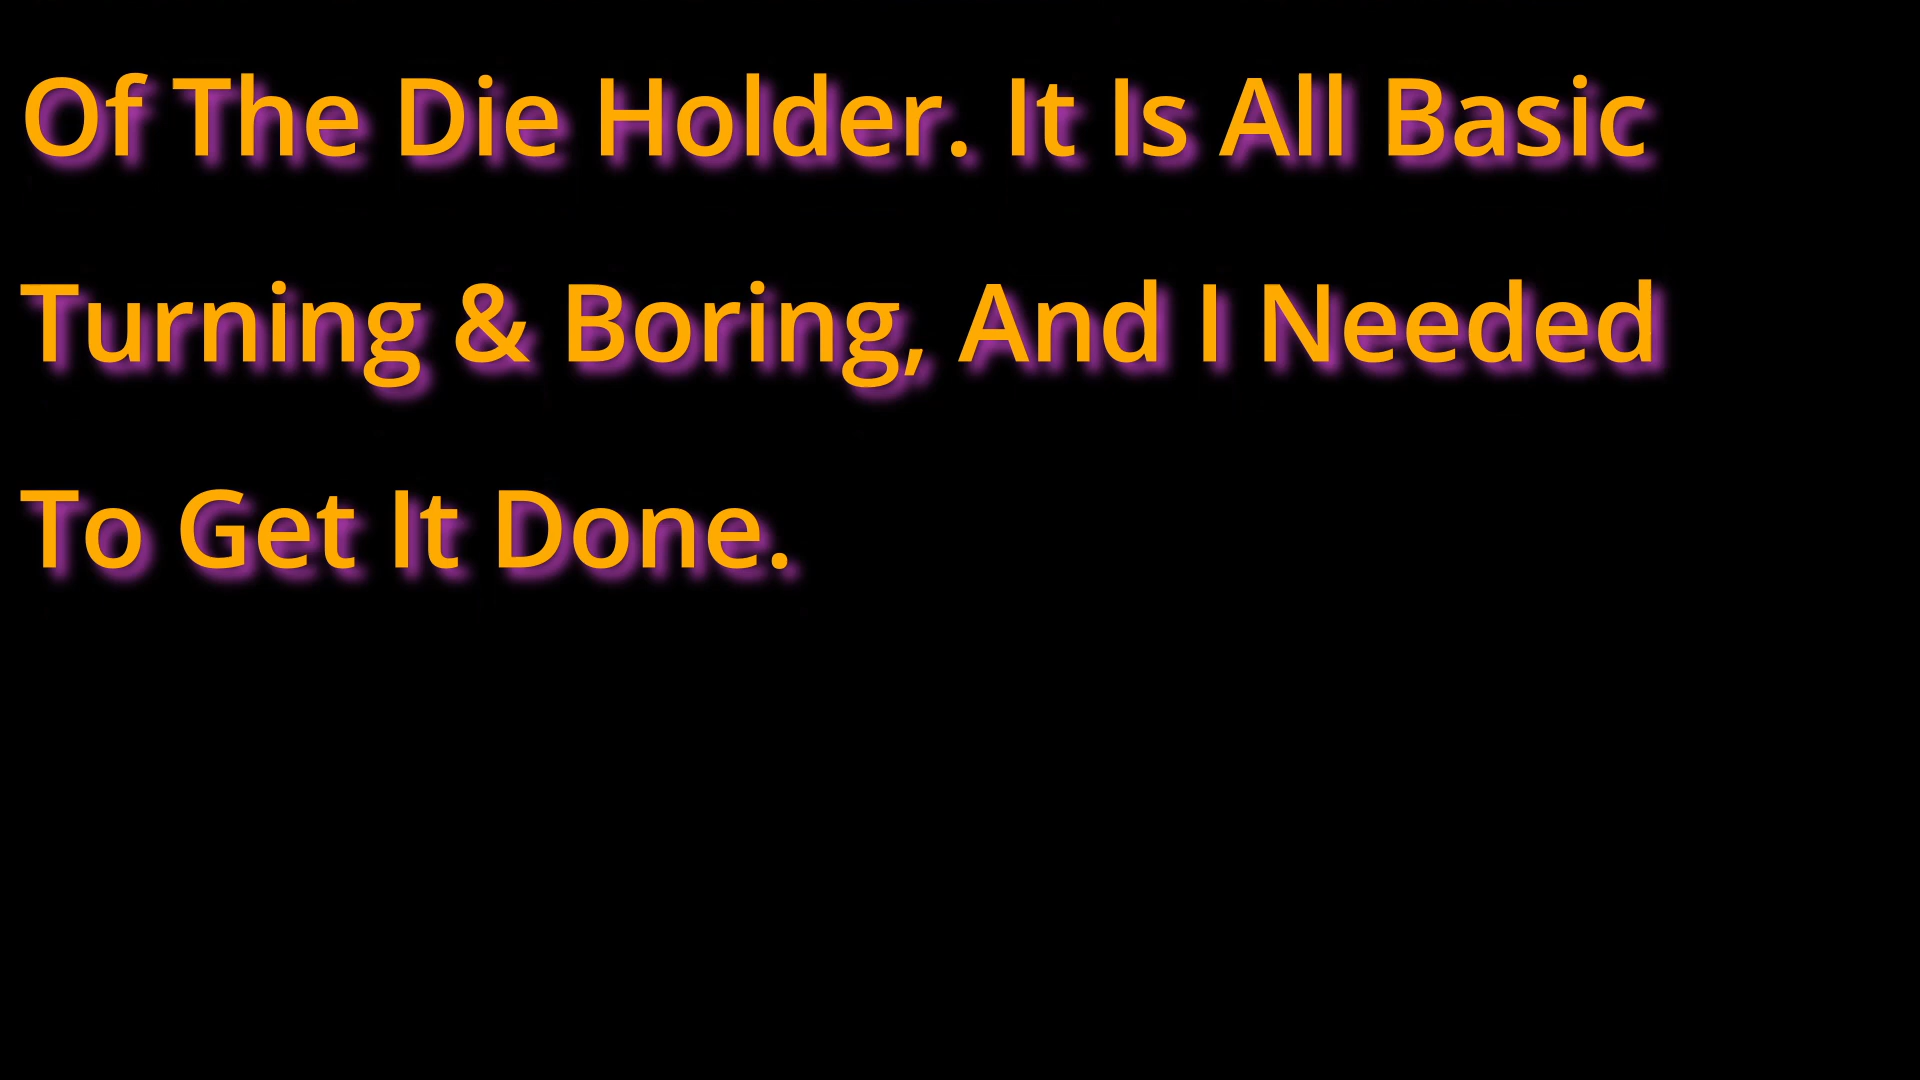 Of The Die Holder. It Is All Basic
Turning & Boring, And I Needed
To Get It Done.